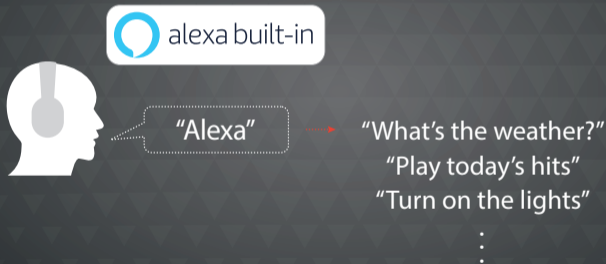 alexa built-in
“Alexa”
“What’s the weather?”
“Play today’s hits”
“Turn on the lights”